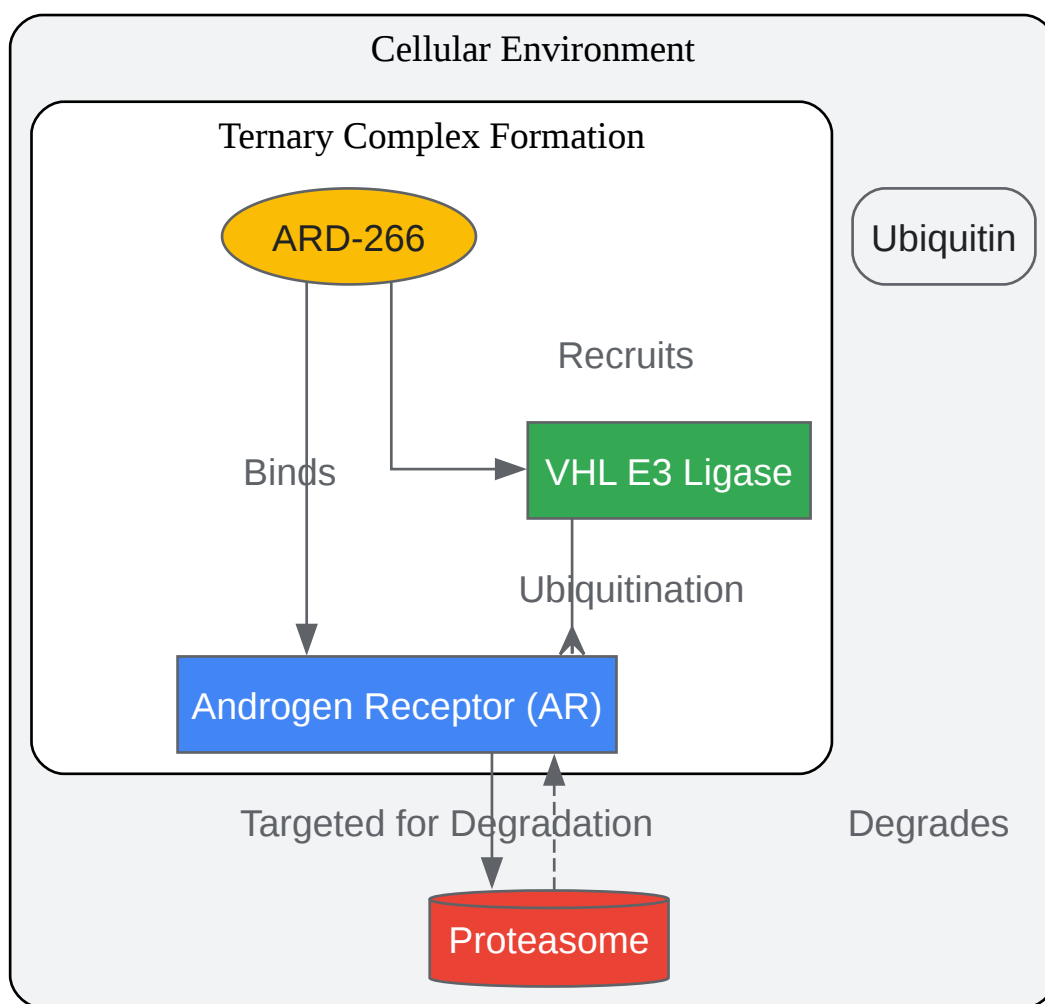 Cellular Environment
Ternary Complex Formation
ARD-266
Ubiquitin
Recruits
Binds
VHL E3 Ligase
Ubiquitination
Androgen Receptor (AR)
Targeted for Degradation
Degrades
Proteasome